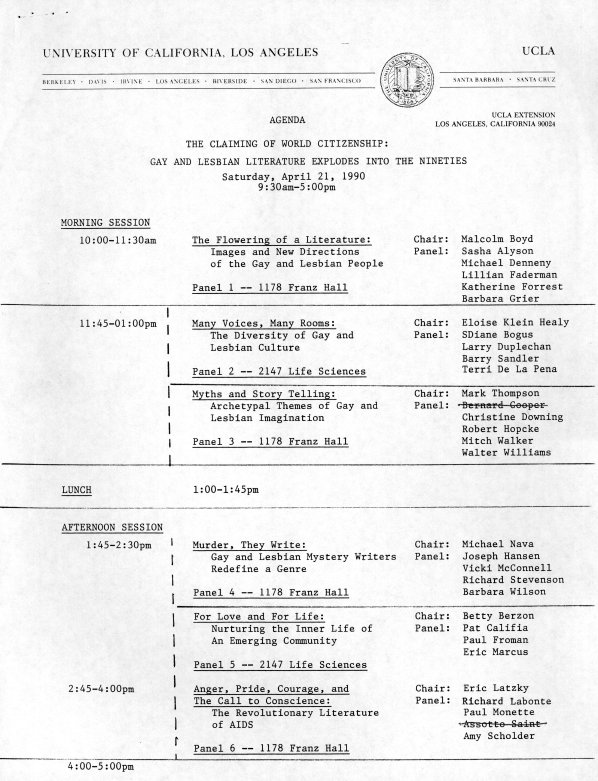 UNIVERSITY OF CALIFORNIA, LOS ANGELES UCLA
BERKELEY · DAVIS · IRVINE · LOS ANGELES · RIVERSIDE · SAN DIEGO · SAN FRANCISCO SANTA BARBARA · SANTA CRUZ
UCLA EXTENSION
LOS ANGELES, CALIFORNIA 90024
AGENDA
THE CLAIMING OF WORLD CITIZENSHIP:
GAY AND LESBIAN LITERATURE EXPLODES INTO THE NINETIES
Saturday, April 21, 1990
9:30am-5:00pm
MORNING SESSION
10:00-11:30am The Flowering of a Literature: Chair: Malcolm Boyd
Images and New Directions Panel: Sasha Alyson
of the Gay and Lesbian People Michael Denneny
Lillian Faderman
Panel 1 -- 1178 Franz Hall Katherine Forrest
Barbara Grier
11:45-01:00pm Many Voices, Many Rooms: Chair: Eloise Klein Healy
The Diversity of Gay and Panel: SDiane Bogus
Lesbian Culture Larry Duplechan
Barry Sandler
Panel 2 -- 2147 Life Sciences Terri De La Pena
Myths and Story Telling: Chair: Mark Thompson
Archetypal Themes of Gay and Panel: Bernard Cooper
Lesbian Imagination Christine Downing
Robert Hopcke
Panel 3 -- 1178 Franz Hall Mitch Walker
Walter Williams
LUNCH 1:00-1:45pm
AFTERNOON SESSION
1:45-2:30pm Murder, They Write: Chair: Michael Nava
Gay and Lesbian Mystery Writers Panel: Joseph Hansen
Redefine a Genre Vicki McConnell
Richard Stevenson
Panel 4 -- 1178 Franz Hall Barbara Wilson
For Love and For Life: Chair: Betty Berzon
Nurturing the Inner Life of Panel: Pat Califia
An Emerging Community Paul Froman
Eric Marcus
Panel 5 -- 2147 Life Sciences
2:45-4:00pm Anger, Pride, Courage, and Chair: Eric Latzky
The Call to Conscience: Panel: Richard Labonte
The Revolutionary Literature Paul Monette
of AIDS Assotto Saint
Amy Scholder
Panel 6 -- 1178 Franz Hall
4:00-5:00pm